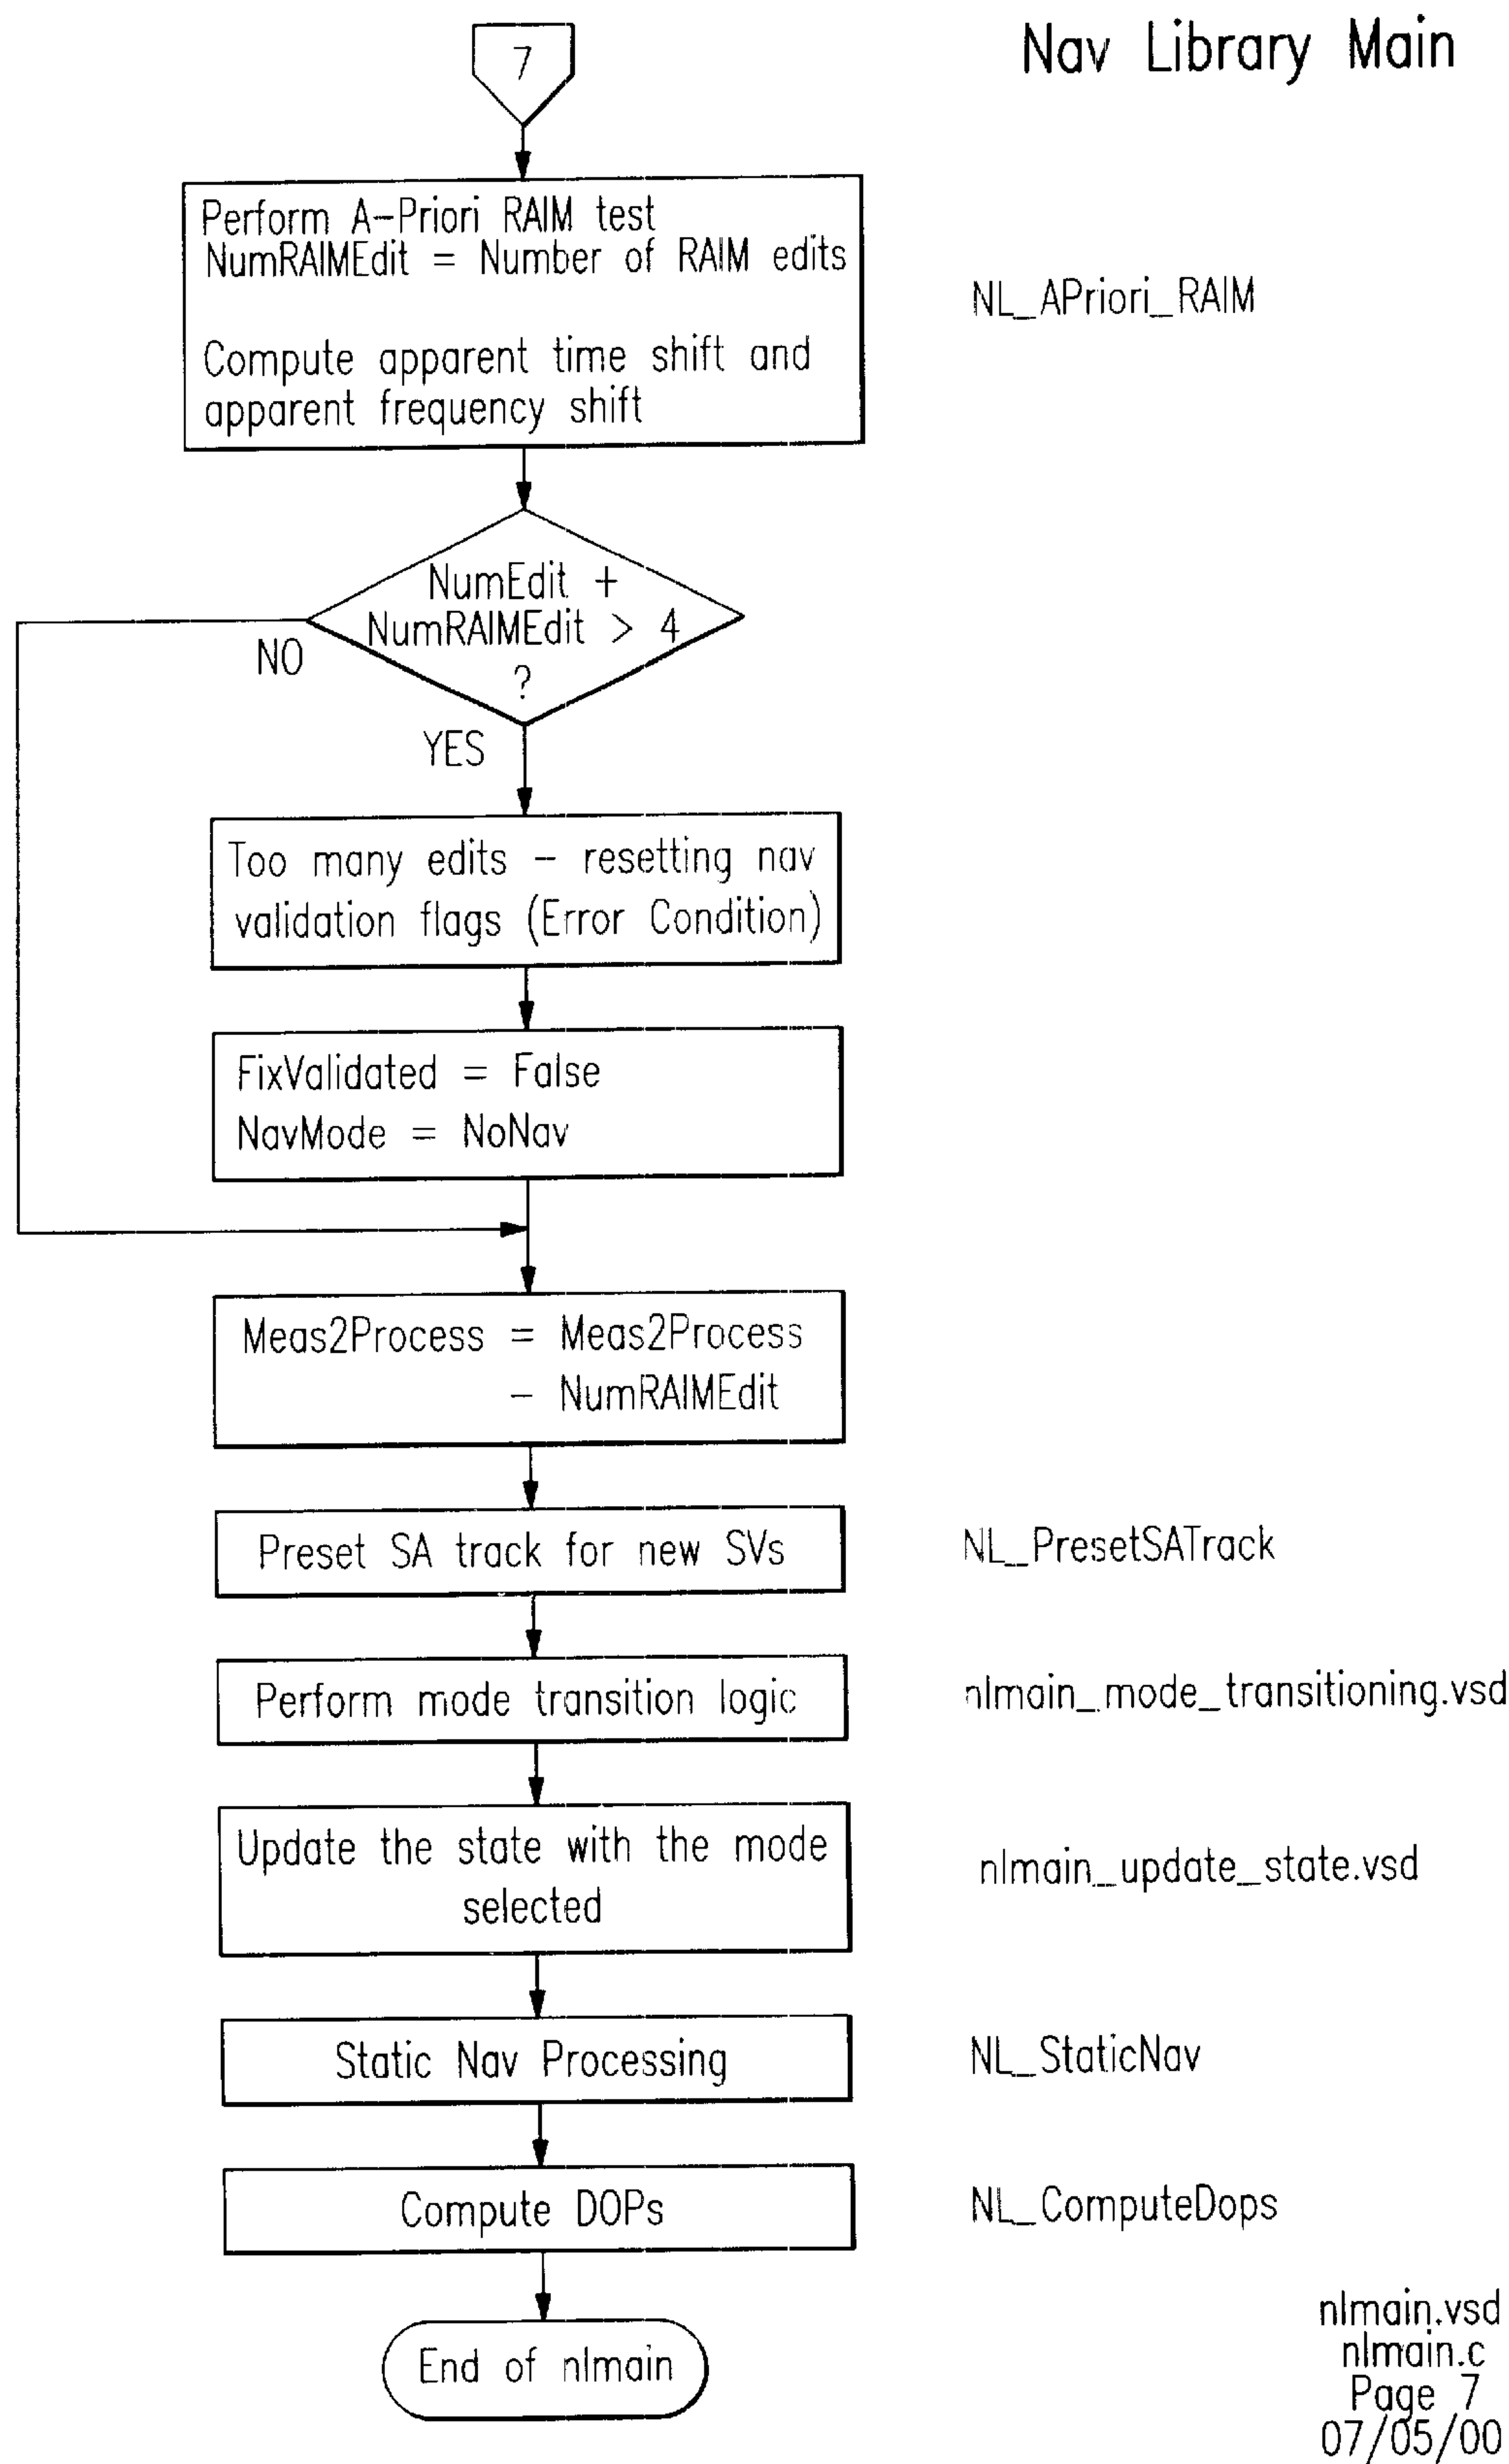 Nav Library Main
7
Perform A-Priori RAIM test
NumRAIMEdit = Number of RAIM edits
NL_APriori_RAIM
Compute apparent time shift and
apparent frequency shift
NumEdit +
NumRAIMEdit > 4
?
NO
YES
Too many edits - resetting nav
validation flags (Error Condition)
FixValidated = False
NavMode = NoNav
Meas2Process = Meas2Process
- NumRAIMEdit
Preset SA track for new SVs
NL_PresetSATrack
Perform mode transition logic
nlmain_mode_transitioning.vsd
Update the state with the mode
selected
nlmain_update_state.vsd
Static Nav Processing
NL_StaticNav
Compute DOPs
NL_ComputeDops
End of nlmain
nlmain.vsd
nlmain.c
Page 7
07/05/00